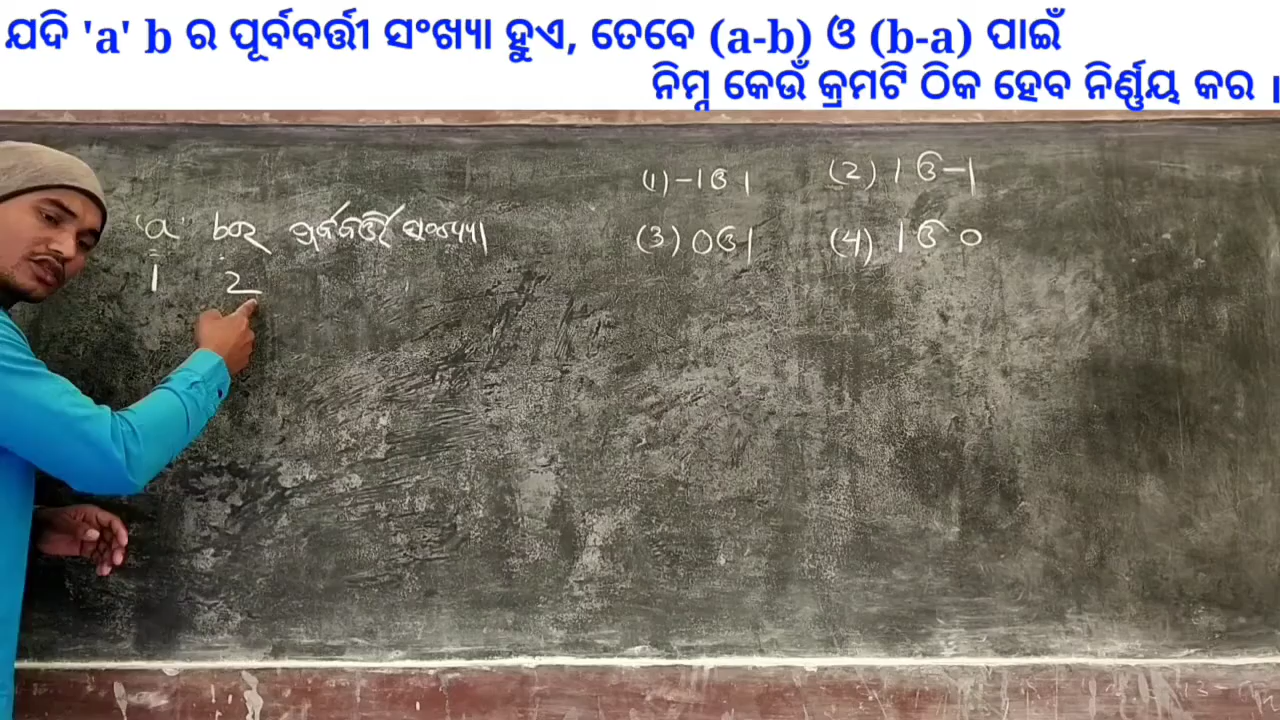 ଯଦି 'a' b ର ପୂର୍ବବର୍ତ୍ତୀ ସଂଖ୍ୟା ହୁଏ, ତେବେ (a-b) ଓ (b-a) ପାଇଁ
ନିମ୍ନ କେଉଁ କ୍ରମଟି ଠିକ ହେବ ନିର୍ଣ୍ଣୟ କର ।
(1) -1 ଓ 1 (2) 1 ଓ -1
'a' bର ପୂର୍ବବର୍ତ୍ତୀ ସଂଖ୍ୟା (3) 0 ଓ 1 (4) 1 ଓ 0
1 2